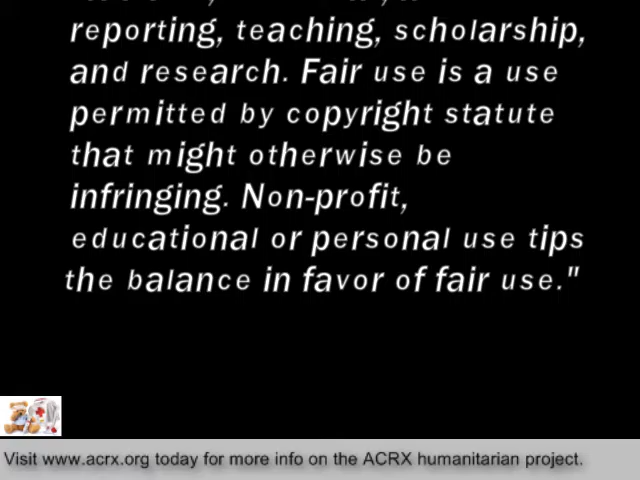 reporting, teaching, scholarship,
and research. Fair use is a use
permitted by copyright statute
that might otherwise be
infringing. Non-profit,
educational or personal use tips
the balance in favor of fair use."
Visit www.acrx.org today for more info on the ACRX humanitarian project.